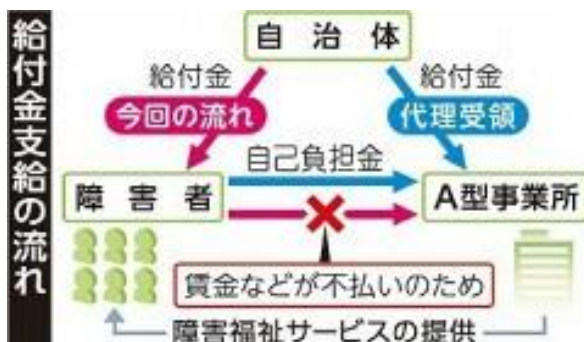 給付金支給の流れ
自治体
給付金
給付金
今回の流れ
代理受領
自己負担金
障害者
A型事業所
賃金などが不払いのため
障害福祉サービスの提供